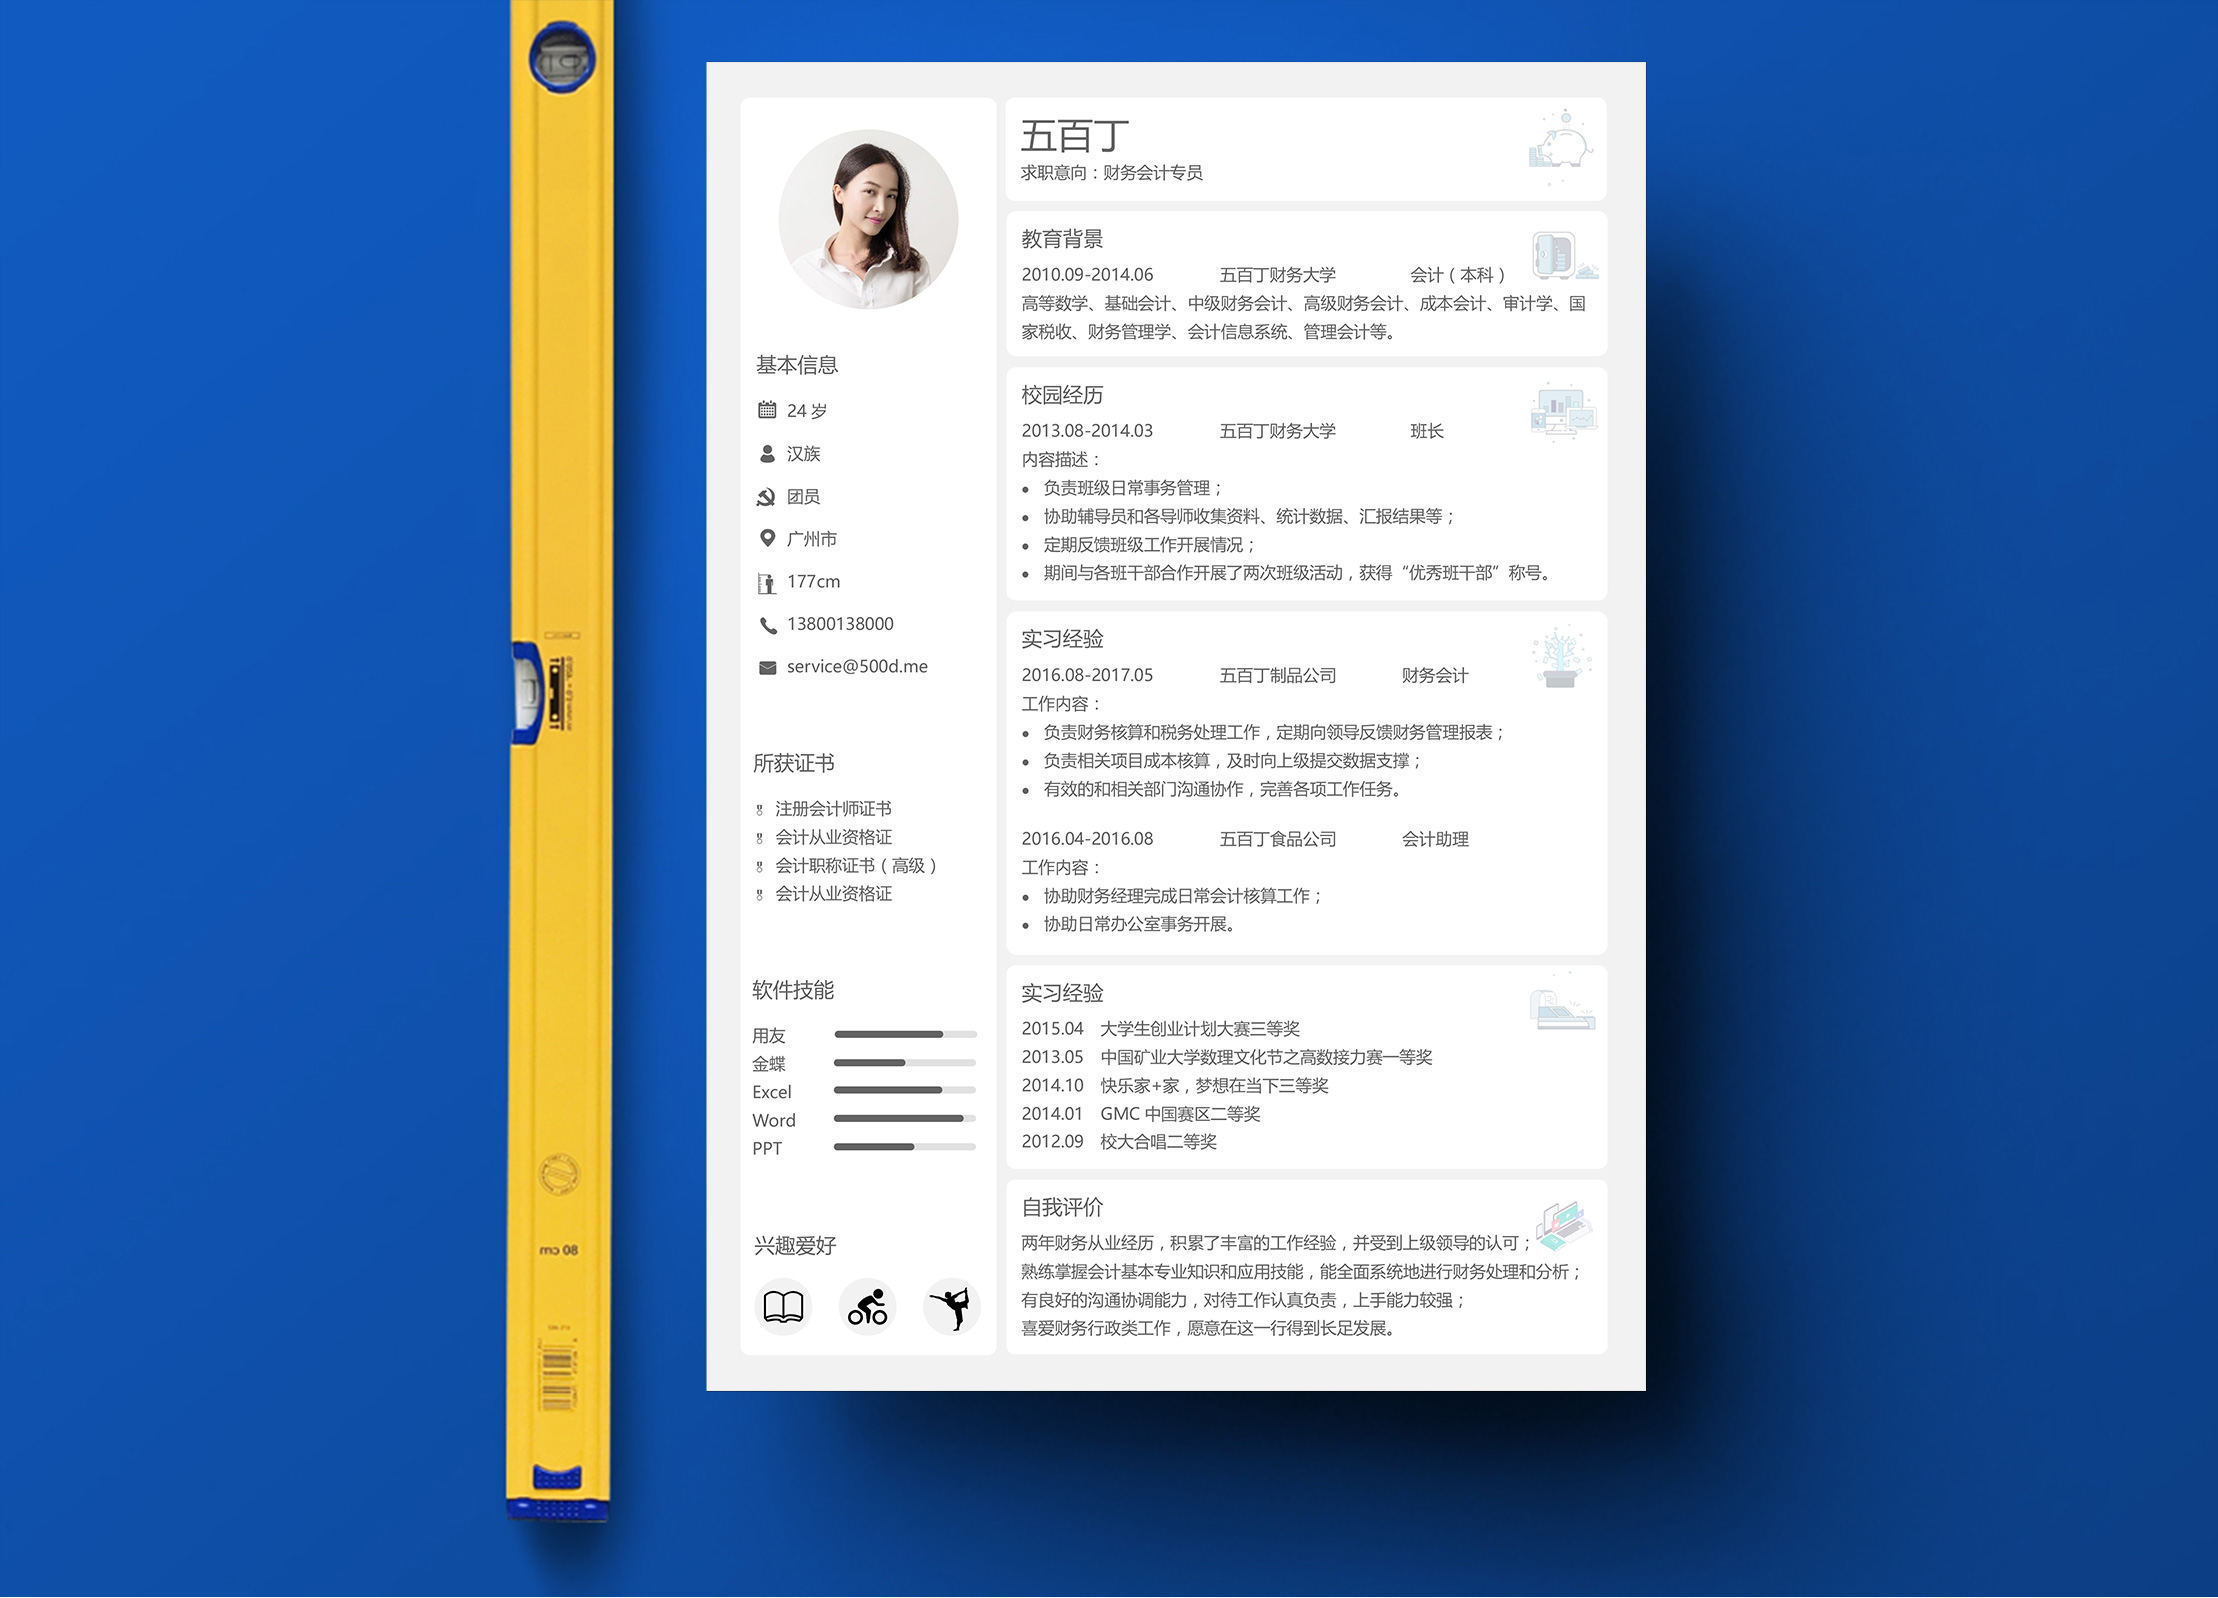 五百丁
求职意向：财务会计专员
基本信息
24 岁
汉族
团员
广州市
177cm
13800138000
service@500d.me
所获证书
注册会计师证书
会计从业资格证
会计职称证书（高级）
会计从业资格证
软件技能
用友
金蝶
Excel
Word
PPT
兴趣爱好
教育背景
2010.09-2014.06 五百丁财务大学 会计（本科）
高等数学、基础会计、中级财务会计、高级财务会计、成本会计、审计学、国
家税收、财务管理学、会计信息系统、管理会计等。
校园经历
2013.08-2014.03 五百丁财务大学 班长
内容描述：
• 负责班级日常事务管理；
• 协助辅导员和各导师收集资料、统计数据、汇报结果等；
• 定期反馈班级工作开展情况；
• 期间与各班干部合作开展了两次班级活动，获得“优秀班干部”称号。
实习经验
2016.08-2017.05 五百丁制品公司 财务会计
工作内容：
• 负责财务核算和税务处理工作，定期向领导反馈财务管理报表；
• 负责相关项目成本核算，及时向上级提交数据支撑；
• 有效的和相关部门沟通协作，完善各项工作任务。
2016.04-2016.08 五百丁食品公司 会计助理
工作内容：
• 协助财务经理完成日常会计核算工作；
• 协助日常办公室事务开展。
实习经验
2015.04 大学生创业计划大赛三等奖
2013.05 中国矿业大学数理文化节之高数接力赛一等奖
2014.10 快乐家+家，梦想在当下三等奖
2014.01 GMC 中国赛区二等奖
2012.09 校大合唱二等奖
自我评价
两年财务从业经历，积累了丰富的工作经验，并受到上级领导的认可；
熟练掌握会计基本专业知识和应用技能，能全面系统地进行财务处理和分析；
有良好的沟通协调能力，对待工作认真负责，上手能力较强；
喜爱财务行政类工作，愿意在这一行得到长足发展。
80 cm